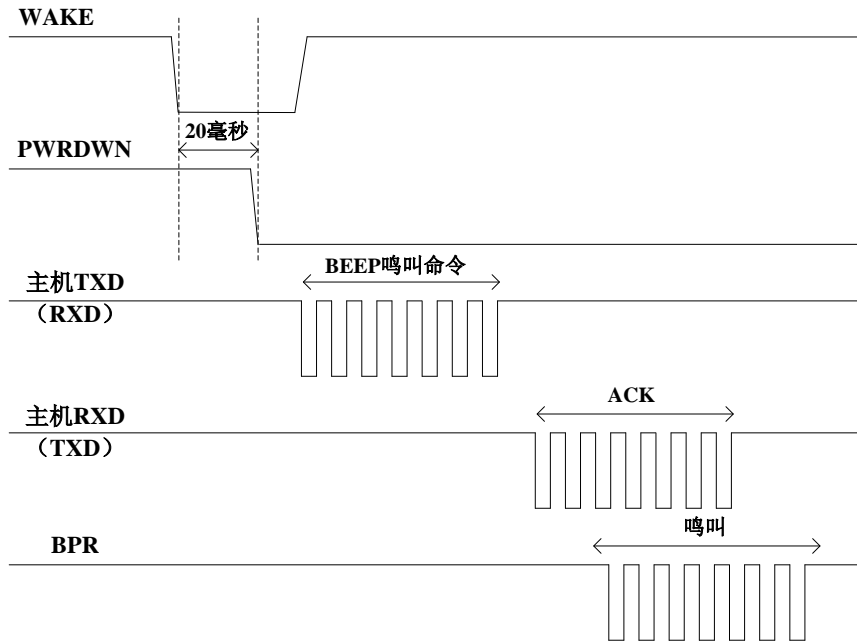 WAKE
20毫秒
PWRDWN
BEEP鸣叫命令
主机TXD
（RXD）
ACK
主机RXD
（TXD）
鸣叫
BPR